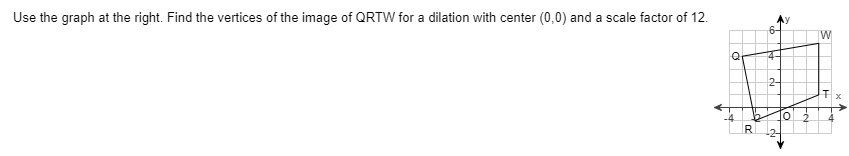 Use the graph at the right. Find the vertices of the image of QRTW for a dilation with center (0,0) and a scale factor of 12.
y
6
W
Q
4
2
T x
-4 -2 O 2 4
R
-2